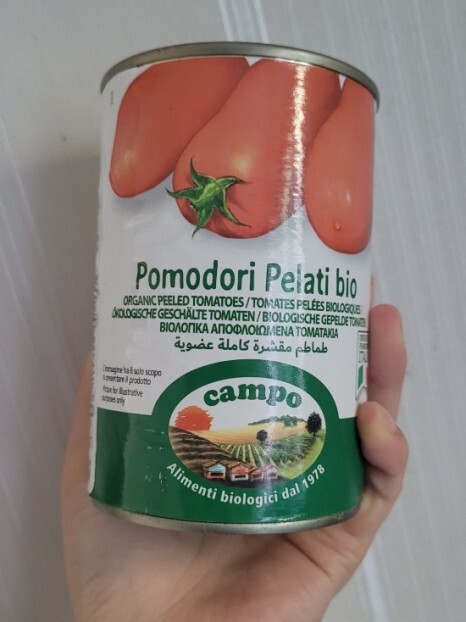 Pomodori Pelati bio
ORGANIC PEELED TOMATOES / TOMATES PELÉES BIOLOGIQUES /
ÖKOLOGISCHE GESCHÄLTE TOMATEN / BIOLOGISCHE GEPELDE TOMATEN
ΒΙΟΛΟΓΙΚΑ ΑΠΟΦΛΟΙΩΜΕΝΑ ΤΟΜΑΤΑΚΙΑ
طماطم مقشرة كاملة عضوية
L'immagine ha il solo scopo
di presentare il prodotto
Picture for illustrative
purposes only
campo
Alimenti biologici dal 1978